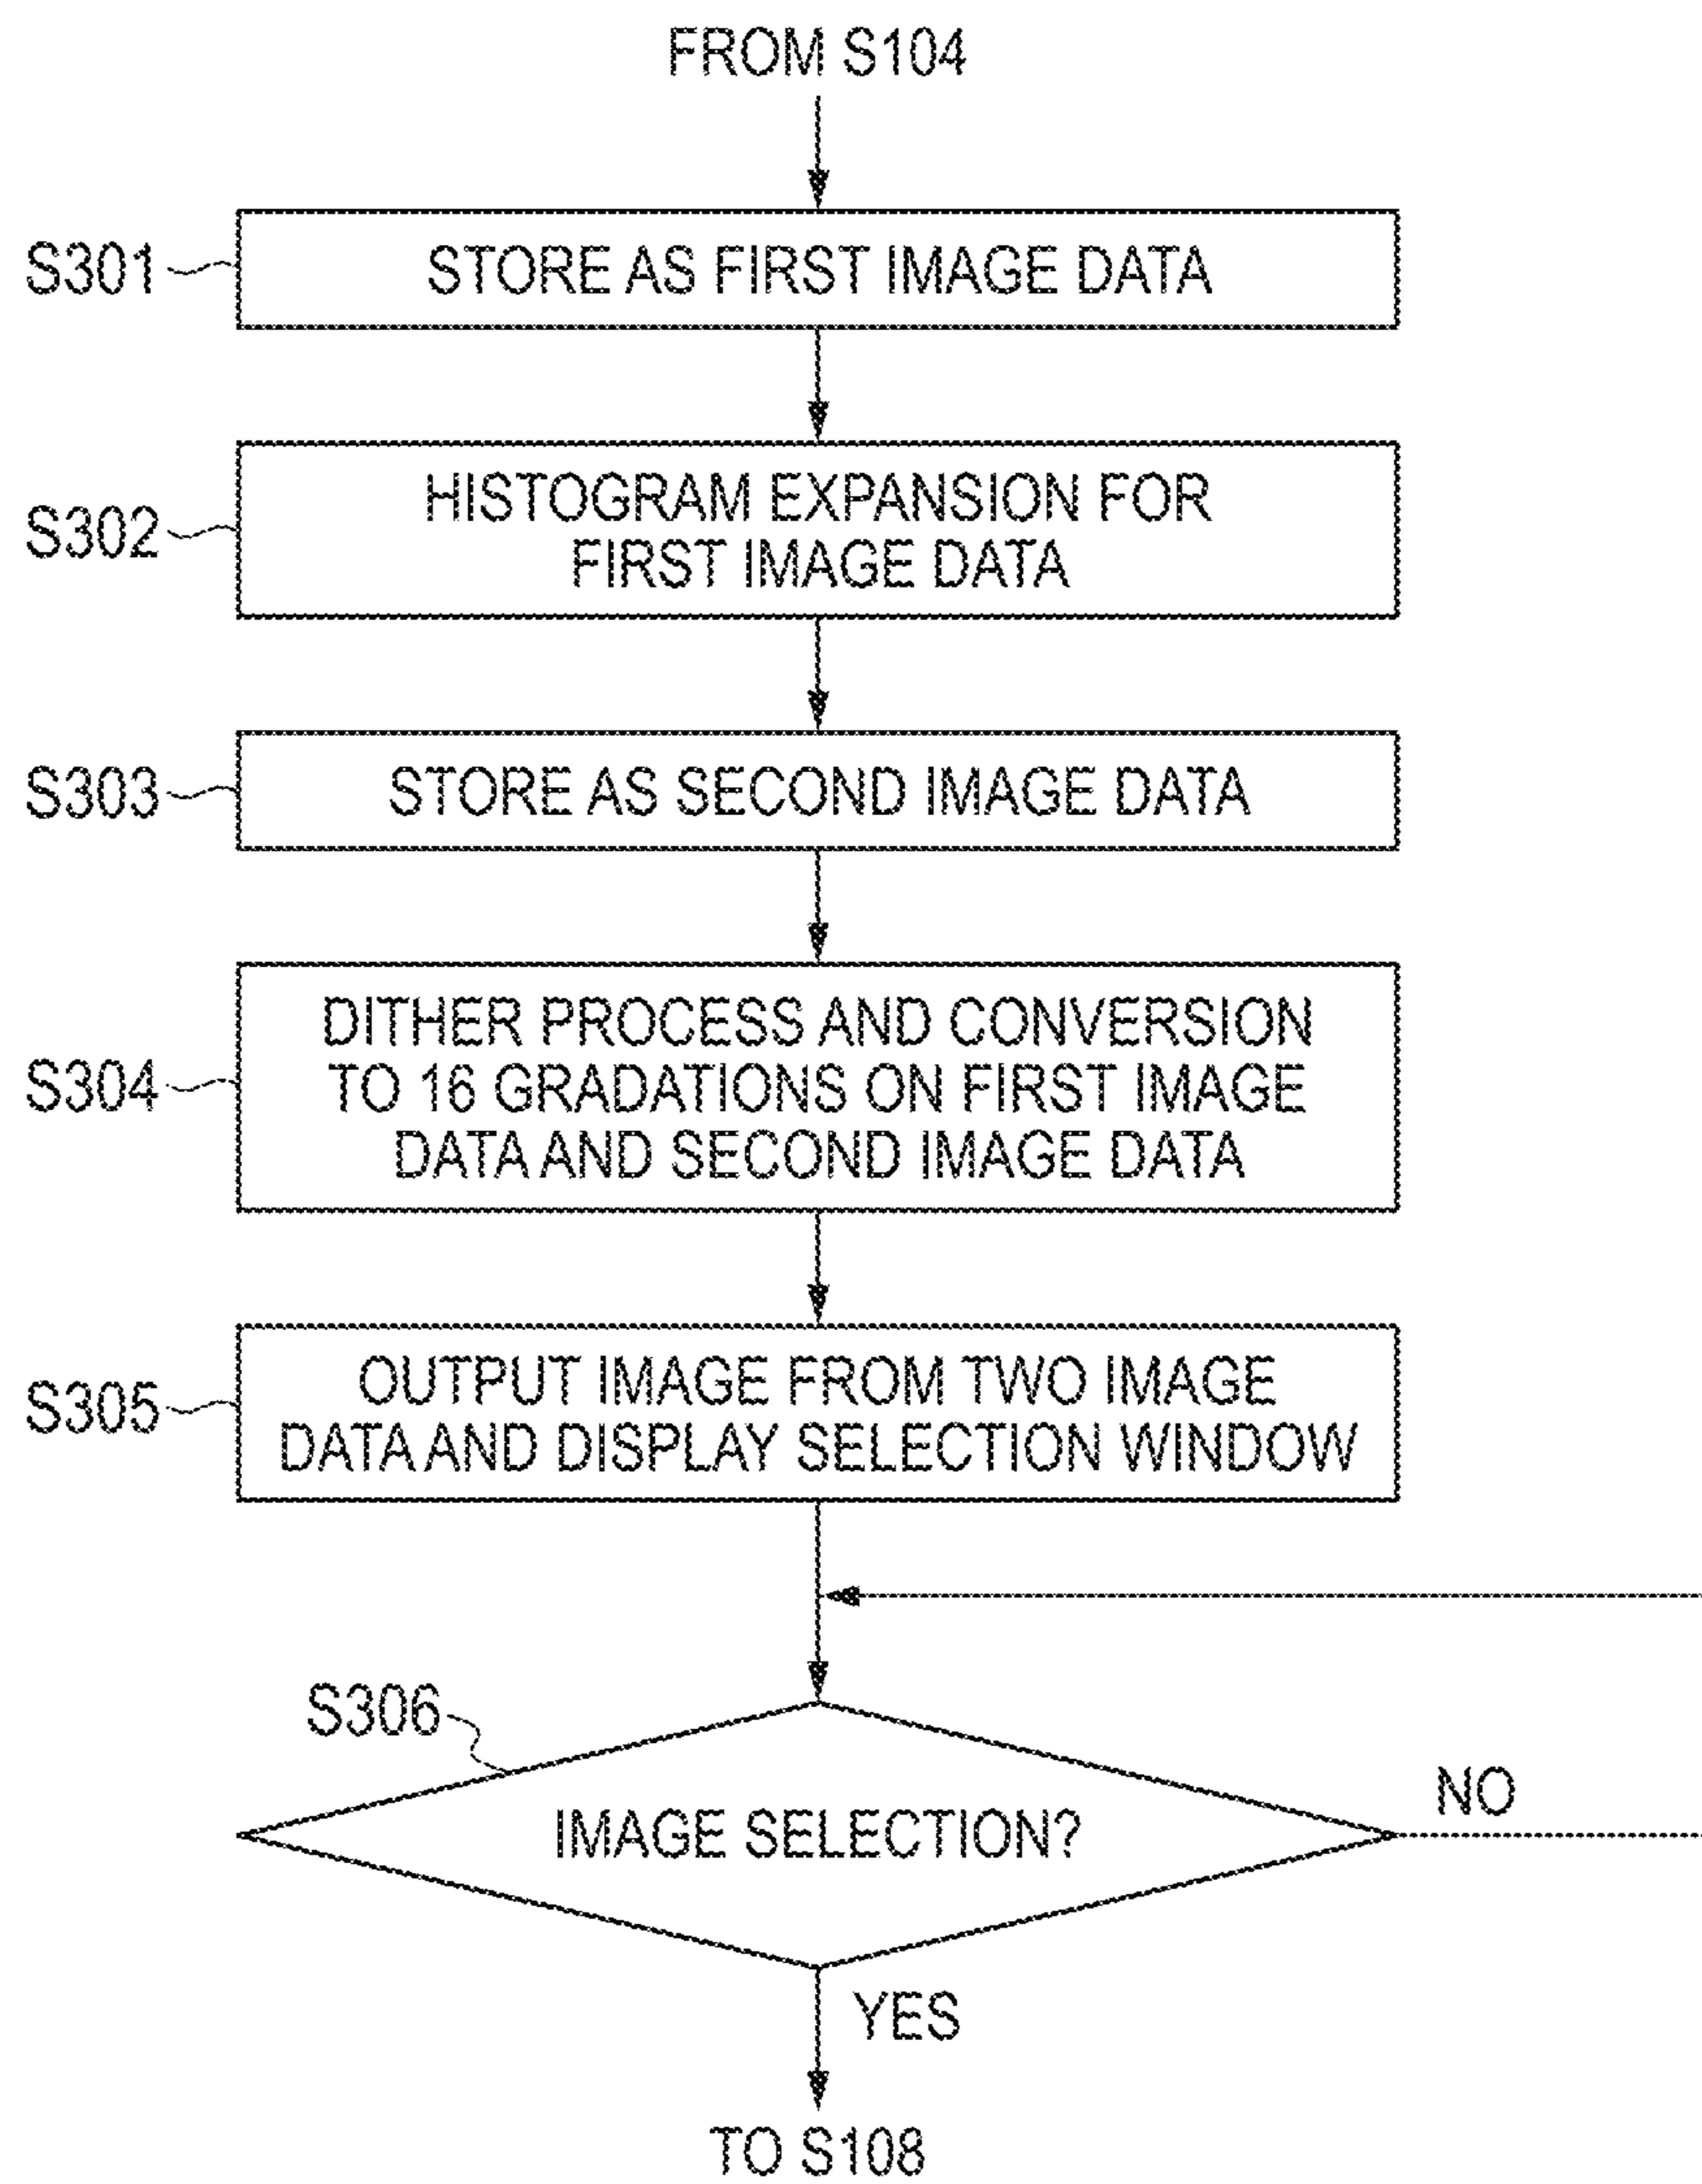 FROM S104
S301
STORE AS FIRST IMAGE DATA
S302
HISTOGRAM EXPANSION FOR
FIRST IMAGE DATA
S303
STORE AS SECOND IMAGE DATA
S304
DITHER PROCESS AND CONVERSION
TO 16 GRADATIONS ON FIRST IMAGE
DATA AND SECOND IMAGE DATA
S305
OUTPUT IMAGE FROM TWO IMAGE
DATA AND DISPLAY SELECTION WINDOW
S306
IMAGE SELECTION?
NO
YES
TO S108